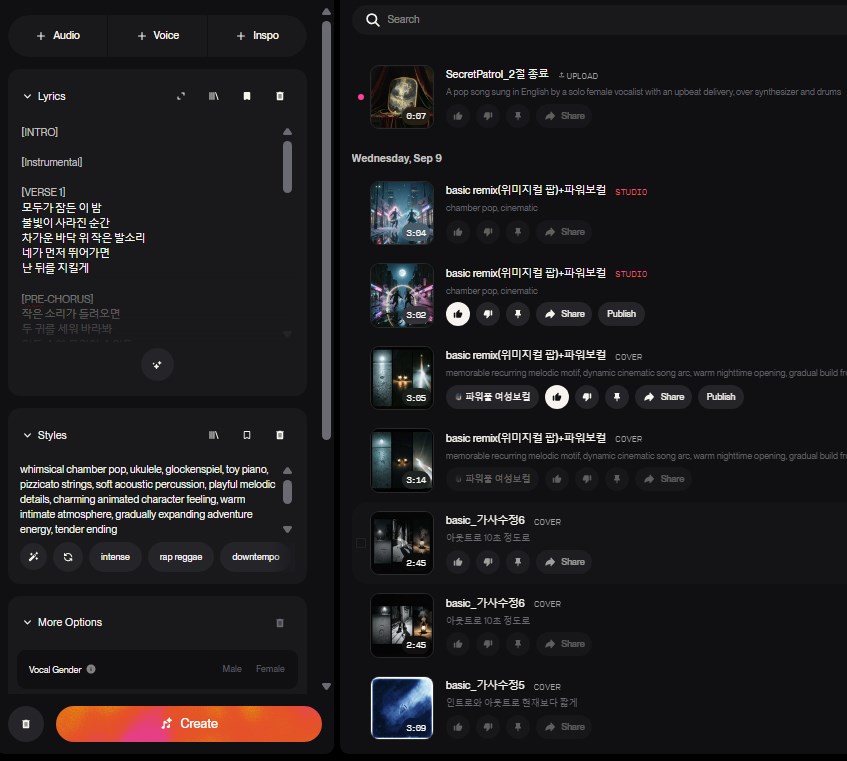 + Audio
+ Voice
+ Inspo
Lyrics
[INTRO]
[Instrumental]
[VERSE 1]
모두가 잠든 이 밤
불빛이 사라진 순간
차가운 바닥 위 작은 발소리
네가 먼저 뛰어가면
난 뒤를 지킬게
[PRE-CHORUS]
작은 소리가 들려오면
두 귀를 세워 바라봐
Styles
whimsical chamber pop, ukulele, glockenspiel, toy piano,
pizzicato strings, soft acoustic percussion, playful melodic
details, charming animated character feeling, warm
intimate atmosphere, gradually expanding adventure
energy, tender ending
intense
rap reggae
downtempo
More Options
Vocal Gender
Male
Female
Create
Search
SecretPatrol_2절 종료
UPLOAD
A pop song sung in English by a solo female vocalist with an upbeat delivery, over synthesizer and drums
0:07
Share
Wednesday, Sep 9
basic remix(위미지컬 팝)+파워보컬
STUDIO
chamber pop, cinematic
3:04
Share
basic remix(위미지컬 팝)+파워보컬
STUDIO
chamber pop, cinematic
3:02
Share
Publish
basic remix(위미지컬 팝)+파워보컬
COVER
memorable recurring melodic motif, dynamic cinematic song arc, warm nighttime opening, gradual build fr
3:05
파워풀 여성보컬
Share
Publish
basic remix(위미지컬 팝)+파워보컬
COVER
memorable recurring melodic motif, dynamic cinematic song arc, warm nighttime opening, gradual build fr
3:14
파워풀 여성보컬
Share
basic_가사수정6
COVER
아웃트로 10초 정도로
2:45
Share
basic_가사수정6
COVER
아웃트로 10초 정도로
2:45
Share
basic_가사수정5
COVER
인트로와 아웃트로 현재보다 짧게
3:09
Share